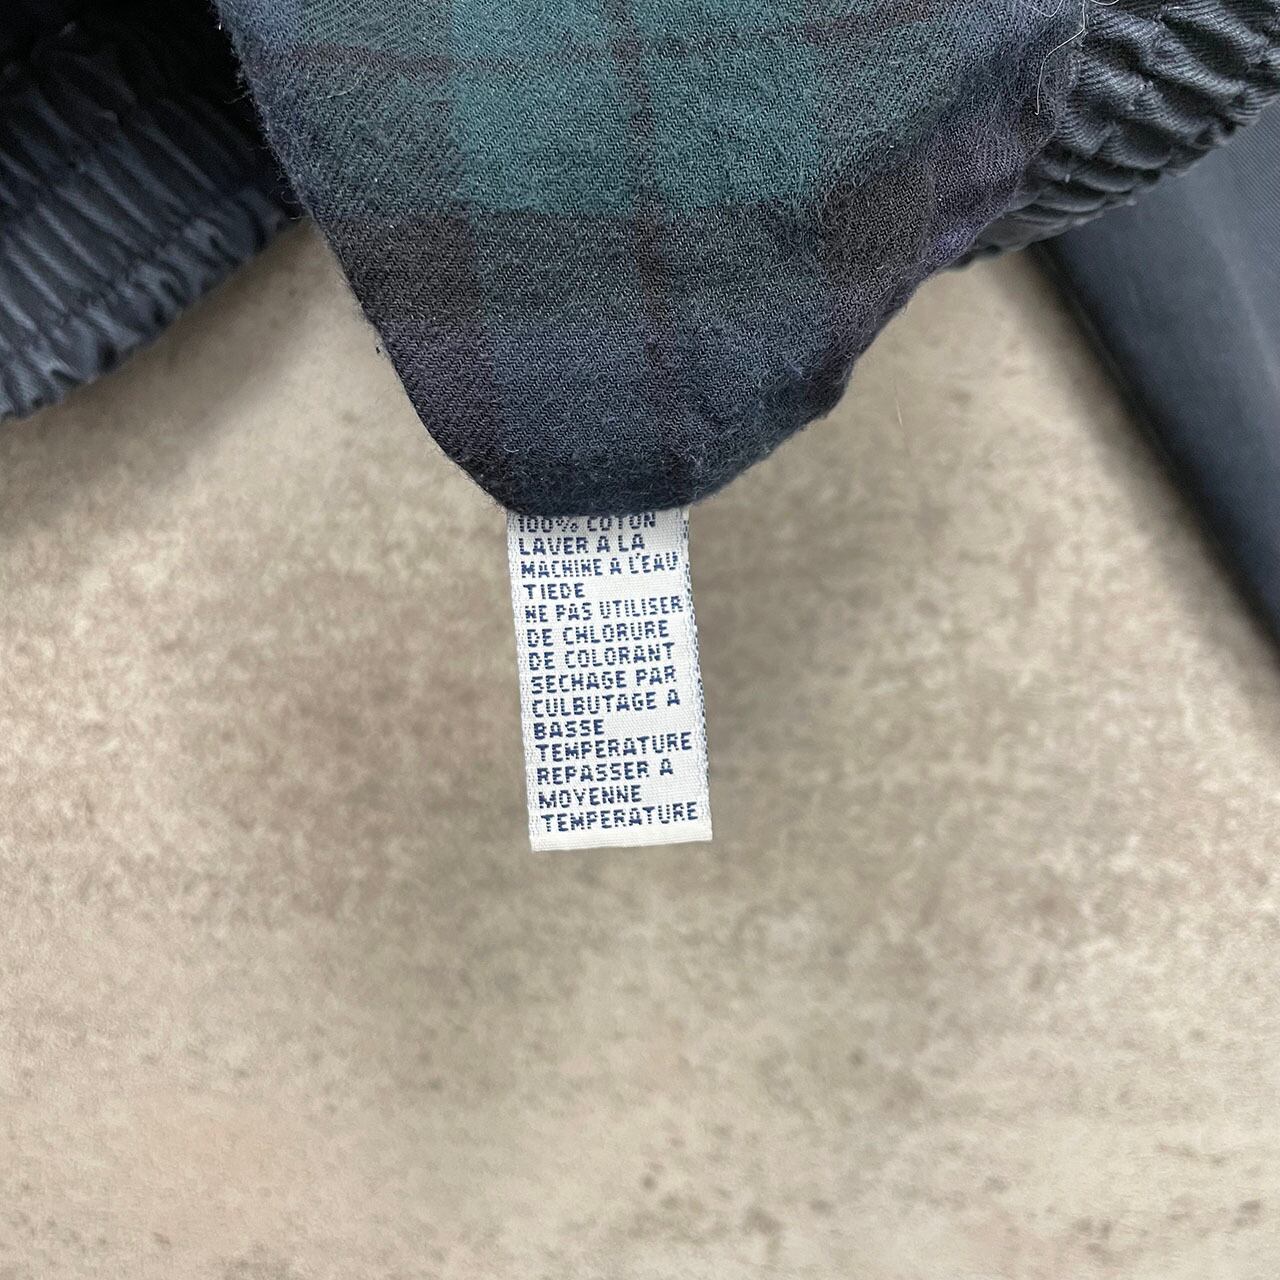 100% COTON
LAVER A LA
MACHINE A L'EAU
TIEDE
NE PAS UTILISER
DE CHLORURE
DE COLORANT
SECHAGE PAR
CULBUTAGE A
BASSE
TEMPERATURE
REPASSER A
MOYENNE
TEMPERATURE